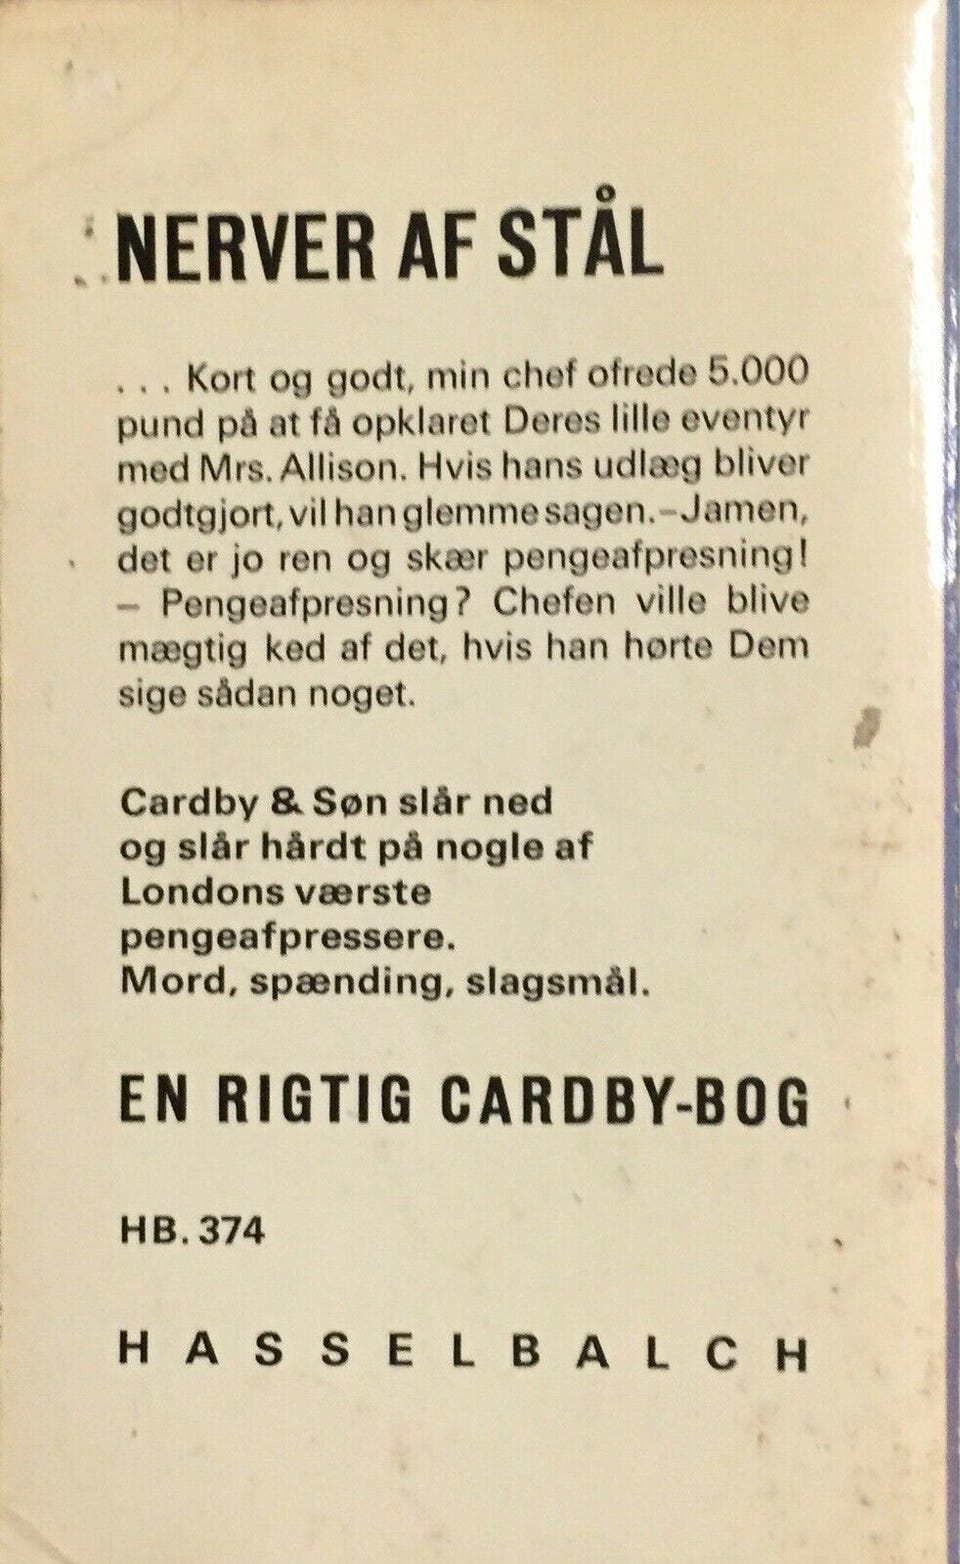 NERVER AF STÅL
... Kort og godt, min chef ofrede 5.000
pund på at få opklaret Deres lille eventyr
med Mrs. Allison. Hvis hans udlæg bliver
godtgjort, vil han glemme sagen. – Jamen,
det er jo ren og skær pengeafpresning!
– Pengeafpresning? Chefen ville blive
mægtig ked af det, hvis han hørte Dem
sige sådan noget.
Cardby & Søn slår ned
og slår hårdt på nogle af
Londons værste
pengeafpressere.
Mord, spænding, slagsmål.
EN RIGTIG CARDBY-BOG
HB. 374
HASSELBALCH